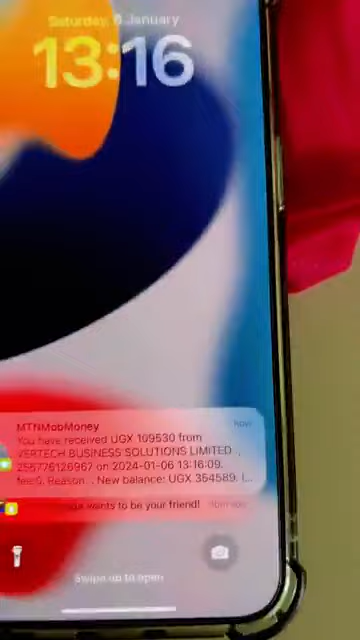 Saturday, 6 January
13:16
MTNMobMoney now
You have received UGX 109530 from
VERTECH BUSINESS SOLUTIONS LIMITED.,
256776126967 on 2024-01-06 13:16:09.
fee:0. Reason: . New balance: UGX 354589. I...
wants to be your friend!
Swipe up to open